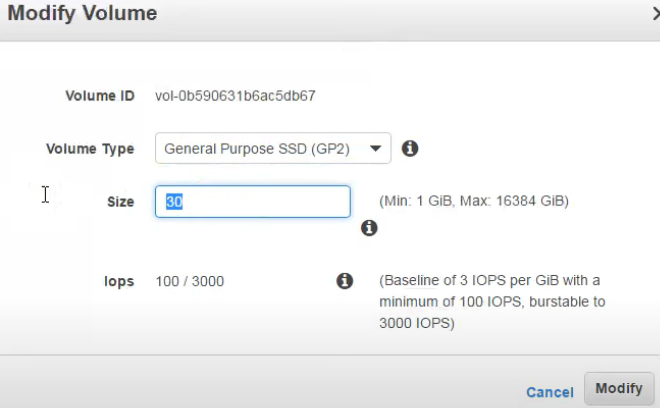 Modify Volume
Volume ID vol-0b590631b6ac5db67
Volume Type General Purpose SSD (GP2)
Size 30 (Min: 1 GiB, Max: 16384 GiB)
Iops 100 / 3000 (Baseline of 3 IOPS per GiB with a
minimum of 100 IOPS, burstable to
3000 IOPS)
Cancel Modify